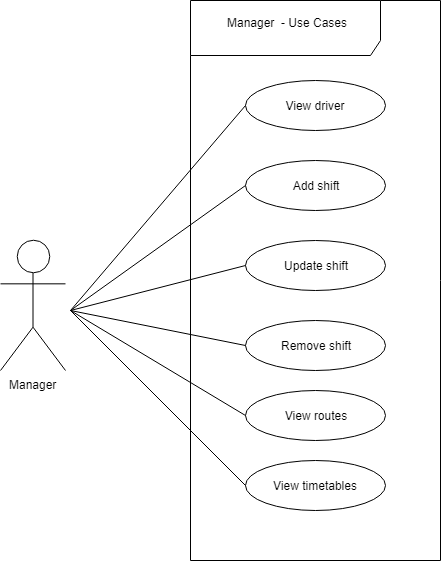 Manager  - Use Cases
View driver
Add shift
Update shift
Remove shift
Manager
View routes
View timetables